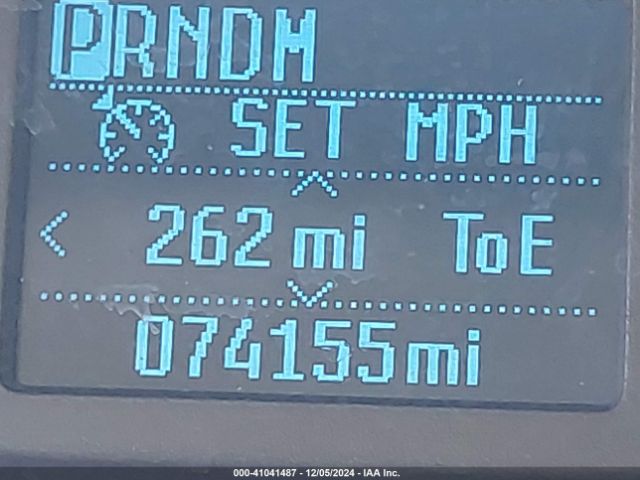 PRNDM
SET MPH
< 262 mi ToE
074155mi
000-41041487 - 12/05/2024 - IAA Inc.